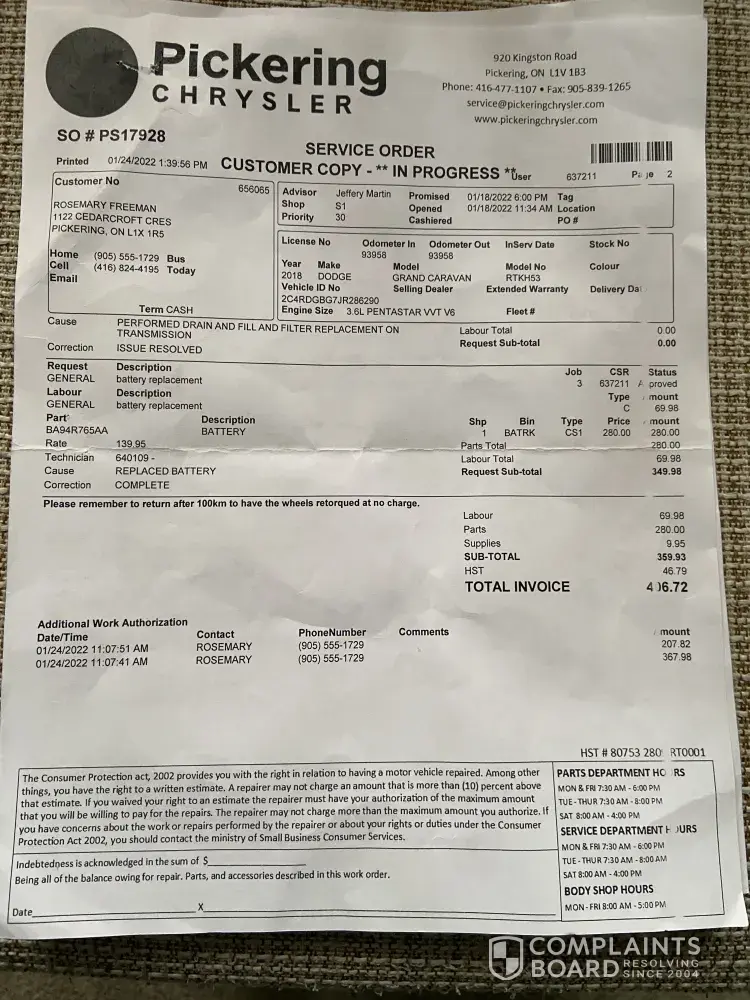 Pickering
CHRYSLER
920 Kingston Road
Pickering, ON L1V 1B3
Phone: 416-477-1107 • Fax: 905-839-1265
service@pickeringchrysler.com
www.pickeringchrysler.com
SO # PS17928
SERVICE ORDER
Printed 01/24/2022 1:39:56 PM CUSTOMER COPY - ** IN PROGRESS ** User 637211 2
Customer No
656065
ROSEMARY FREEMAN
1122 CEDARCROFT CRES
PICKERING, ON L1X 1R5
Home (905) 555-1729 Bus
Cell (416) 824-4195 Today
Email
Term CASH
Advisor Jeffery Martin Promised 01/18/2022 6:00 PM Tag
Shop S1 Opened 01/18/2022 11:34 AM Location
Priority 30 Cashiered PO #
License No Odometer In Odometer Out InServ Date Stock No
93958 93958
Year Make Model Model No Colour
2018 DODGE GRAND CARAVAN RTKH53
Vehicle ID No Selling Dealer Extended Warranty Delivery
2C4RDGBG7JR286290
Engine Size 3.6L PENTASTAR VVT V6 Fleet #
Cause PERFORMED DRAIN AND FILL AND FILTER REPLACEMENT ON
TRANSMISSION
Labour Total 0.00
Correction ISSUE RESOLVED
Request Sub-total 0.00
Request Description Job CSR Status
GENERAL battery replacement 3 637211
Labour Description Type
GENERAL battery replacement C 69.98
Part Description Shp Bin Type Price
BA94R765AA BATTERY 1 BATRK CS1 280.00 280.00
Rate 139.95 Parts Total 280.00
Technician 640109 - Labour Total 69.98
Cause REPLACED BATTERY Request Sub-total 349.98
Correction COMPLETE
Please remember to return after 100km to have the wheels retorqued at no charge.
Labour 69.98
Parts 280.00
Supplies 9.95
SUB-TOTAL 359.93
HST 46.79
TOTAL INVOICE 406.72
Additional Work Authorization
Date/Time Contact PhoneNumber Comments
01/24/2022 11:07:51 AM ROSEMARY (905) 555-1729 207.82
01/24/2022 11:07:41 AM ROSEMARY (905) 555-1729 367.98
HST # 80753 280 RT0001
The Consumer Protection act, 2002 provides you with the right in relation to having a motor vehicle repaired. Among other
things, you have the right to a written estimate. A repairer may not charge an amount that is more than (10) percent above
that estimate. If you waived your right to an estimate the repairer must have your authorization of the maximum amount
that you will be willing to pay for the repairs. The repairer may not charge more than the maximum amount you authorize. If
you have concerns about the work or repairs performed by the repairer or about your rights or duties under the Consumer
Protection Act 2002, you should contact the ministry of Small Business Consumer Services.
Indebtedness is acknowledged in the sum of $
Being all of the balance owing for repair. Parts, and accessories described in this work order.
Date X
PARTS DEPARTMENT HOURS
MON & FRI 7:30 AM - 6:00 PM
TUE - THUR 7:30 AM - 8:00 PM
SAT 8:00 AM - 4:00 PM
SERVICE DEPARTMENT HOURS
MON & FRI 7:30 AM - 6:00 PM
TUE - THUR 7:30 AM - 8:00 AM
SAT 8:00 AM - 4:00 PM
BODY SHOP HOURS
MON - FRI 8:00 AM - 5:00 PM
COMPLAINTS
BOARD RESOLVING
SINCE 2004